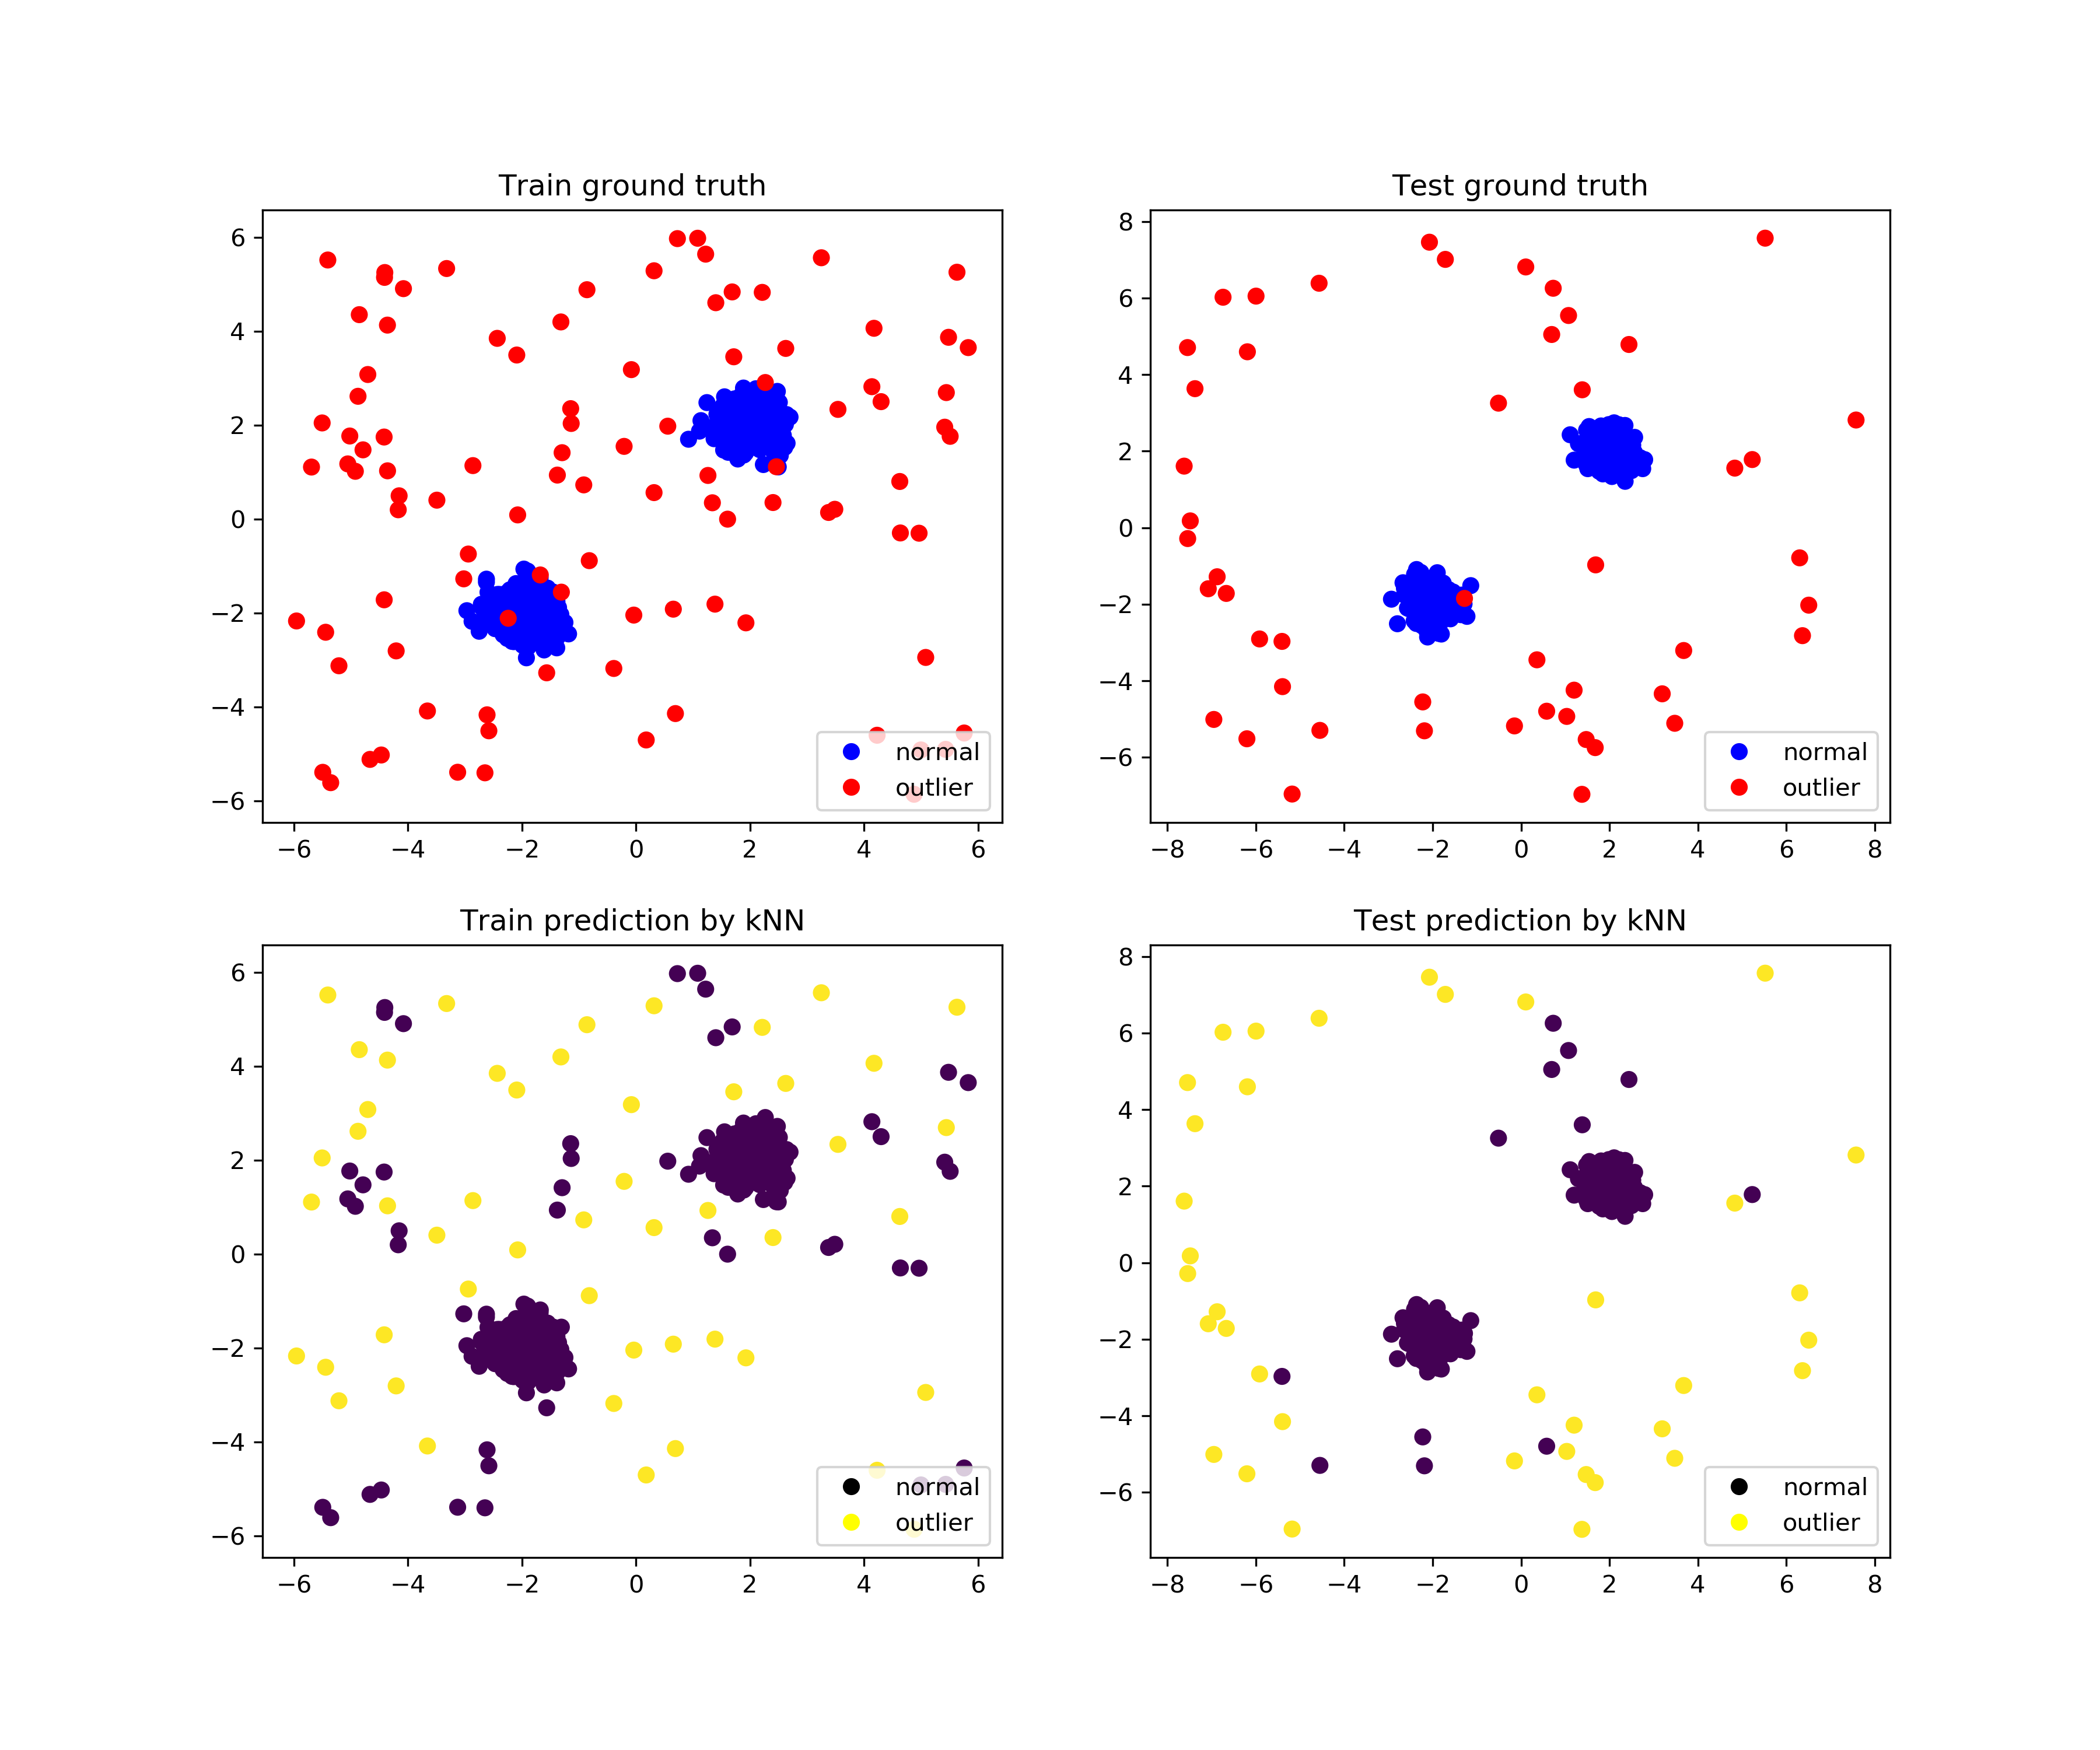 Train ground truth
6
4
2
0
−2
−4
−6
−6 −4 −2 0 2 4 6
normal
outlier
Test ground truth
8
6
4
2
0
−2
−4
−6
−8 −6 −4 −2 0 2 4 6 8
normal
outlier
Train prediction by kNN
6
4
2
0
−2
−4
−6
−6 −4 −2 0 2 4 6
normal
outlier
Test prediction by kNN
8
6
4
2
0
−2
−4
−6
−8 −6 −4 −2 0 2 4 6 8
normal
outlier